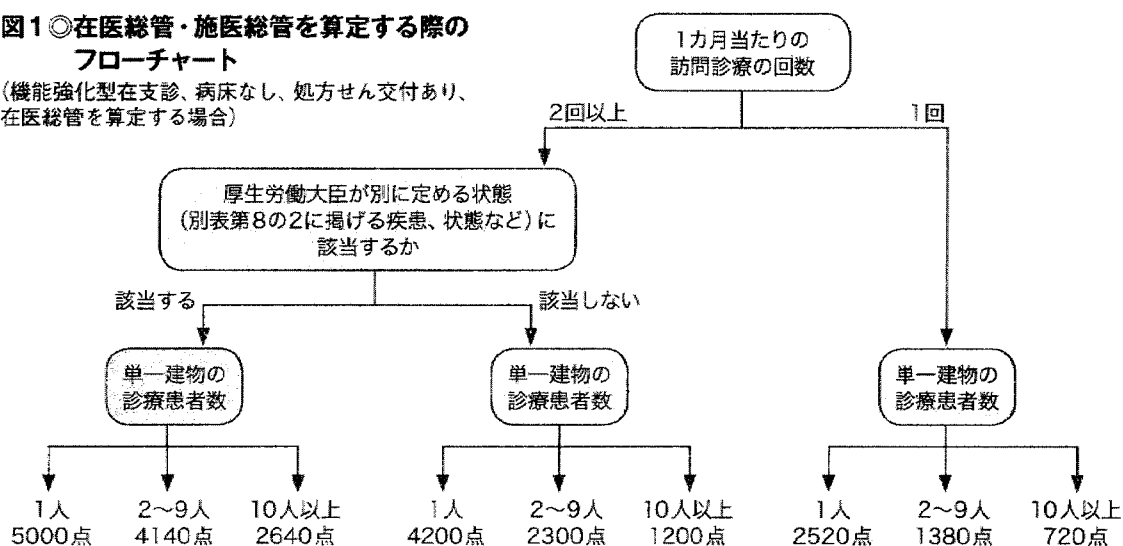 図1◎在医総管・施医総管を算定する際の
フローチャート
(機能強化型在支診、病床なし、処方せん交付あり、
在医総管を算定する場合)
1カ月当たりの
訪問診療の回数
2回以上
1回
厚生労働大臣が別に定める状態
(別表第8の2に掲げる疾患、状態など)に
該当するか
該当する
該当しない
単一建物の
診療患者数
単一建物の
診療患者数
単一建物の
診療患者数
1人
5000点
2〜9人
4140点
10人以上
2640点
1人
4200点
2〜9人
2300点
10人以上
1200点
1人
2520点
2〜9人
1380点
10人以上
720点